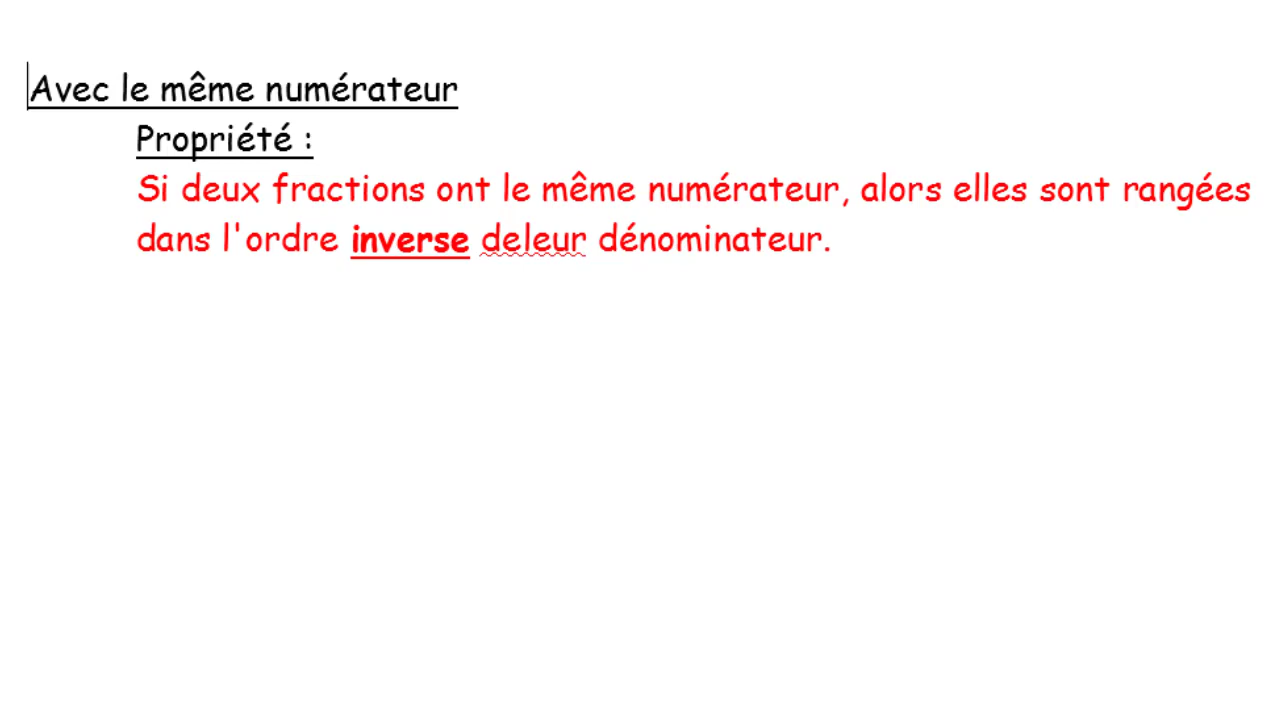 Avec le même numérateur
Propriété :
Si deux fractions ont le même numérateur, alors elles sont rangées
dans l'ordre inverse deleur dénominateur.